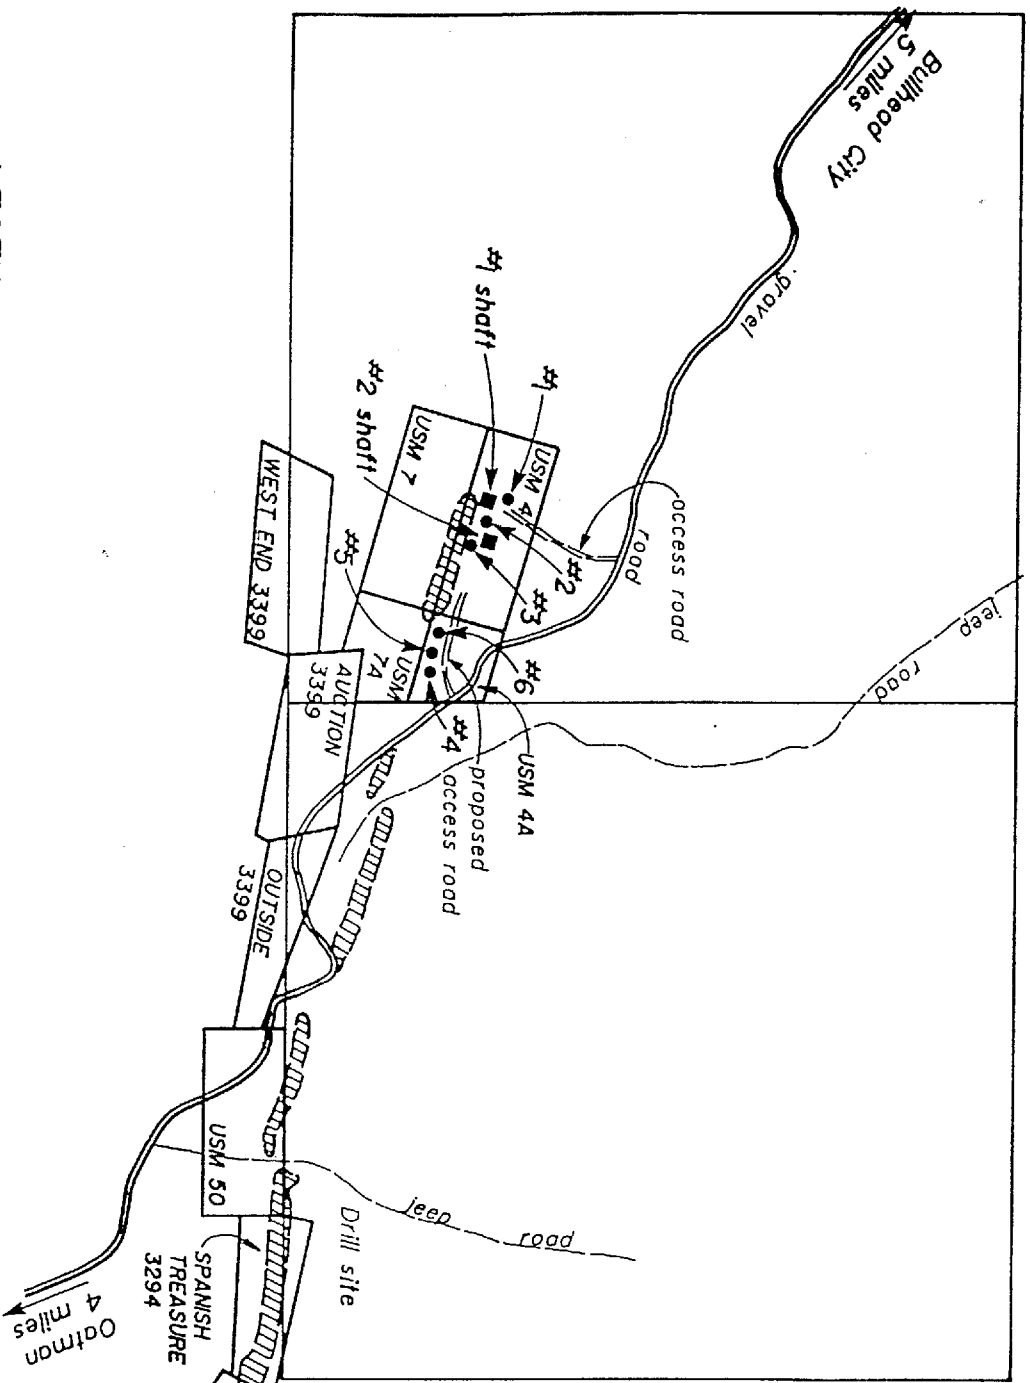 Bullhead City
5 miles
gravel
road
access road
jeep
road
#1 shaft
#1
#2 shaft
USM 4
USM 7
#2
#3
#5
#6
USM
7A
#4
USM 4A
proposed
access road
WEST END 3399
AUCTION
3399
OUTSIDE
3399
USM 50
jeep
road
Drill site
SPANISH
TREASURE
3294
Oatman
4 miles